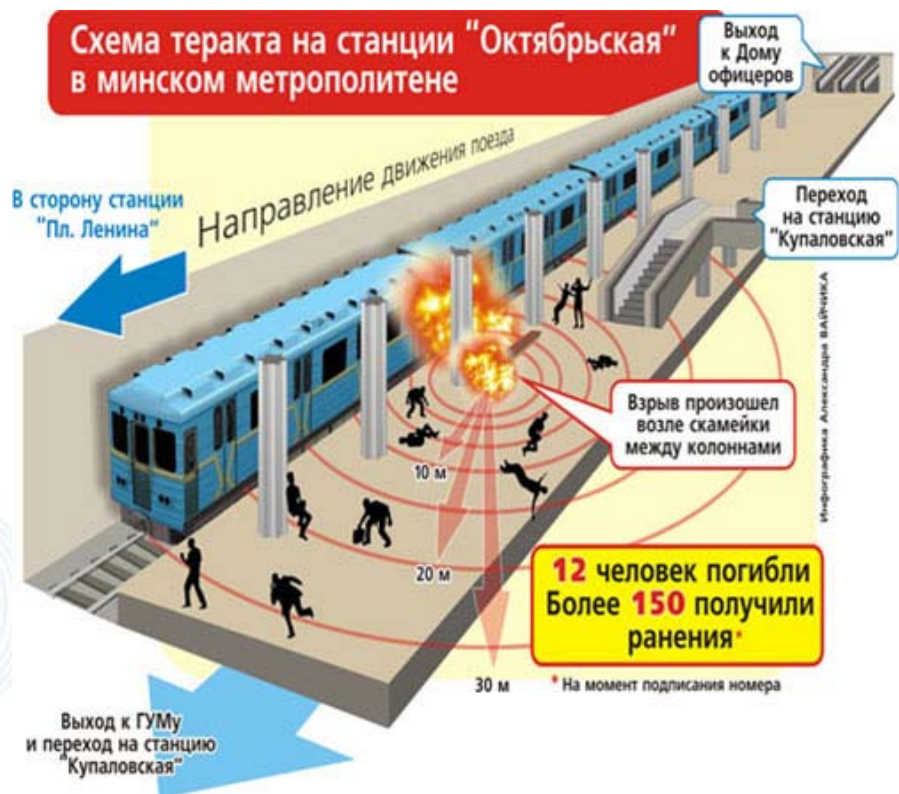 Схема теракта на станции "Октябрьская"
в минском метрополитене
Выход
к Дому
офицеров
Направление движения поезда
В сторону станции
"Пл. Ленина"
Переход
на станцию
"Купаловская"
Инфографика Александра ВАЙЧИКА
Взрыв произошел
возле скамейки
между колоннами
10 м
20 м
30 м
12 человек погибли
Более 150 получили
ранения*
* На момент подписания номера
Выход к ГУМу
и переход на станцию
"Купаловская"